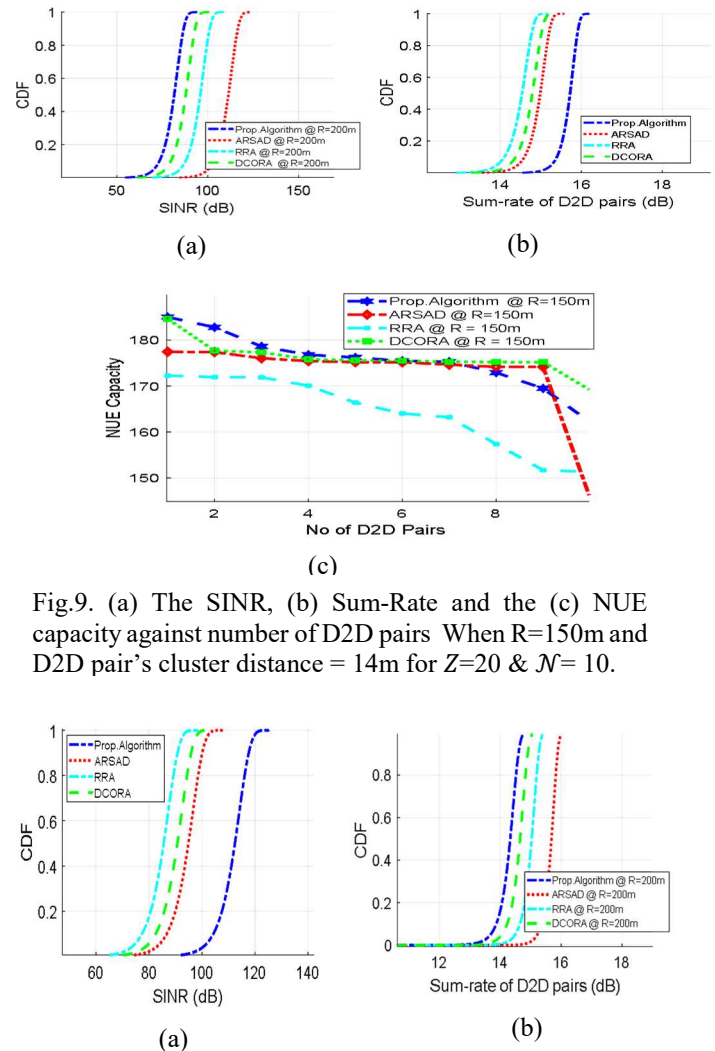 CDF
1
0.8
0.6
0.4
0.2
Prop.Algorithm @ R=200m
ARSAD @ R=200m
RRA @ R=200m
DCORA @ R=200m
50
100
150
SINR (dB)
(a)
CDF
1
0.8
0.6
0.4
0.2
Prop.Algorithm
ARSAD
RRA
DCORA
14
16
18
Sum-rate of D2D pairs (dB)
(b)
NUE Capacity
180
170
160
150
Prop.Algorithm @ R=150m
ARSAD @ R=150m
RRA @ R = 150m
DCORA @ R = 150m
2
4
6
8
No of D2D Pairs
(c)
Fig.9. (a) The SINR, (b) Sum-Rate and the (c) NUE
capacity against number of D2D pairs When R=150m and
D2D pair’s cluster distance = 14m for Z=20 & 𝒩= 10.
CDF
1
0.8
0.6
0.4
0.2
Prop.Algorithm
ARSAD
RRA
DCORA
60
80
100
120
140
SINR (dB)
(a)
CDF
1
0.8
0.6
0.4
0.2
0
Prop.Algorithm @ R=200m
ARSAD @ R=200m
RRA @ R=200m
DCORA @ R=200m
12
14
16
18
Sum-rate of D2D pairs (dB)
(b)